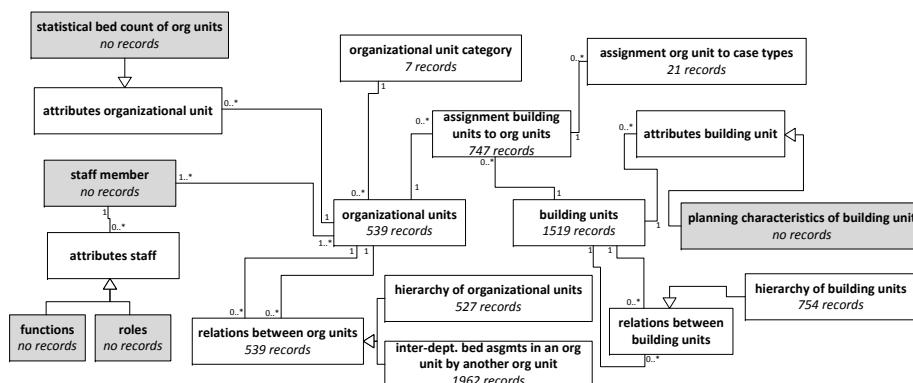 statistical bed count of org units
no records
organizational unit category
7 records
assignment org unit to case types
21 records
attributes organizational unit
assignment building
units to org units
747 records
attributes building unit
staff member
no records
organizational units
539 records
building units
1519 records
planning characteristics of building unit
no records
attributes staff
hierarchy of organizational units
527 records
hierarchy of building units
754 records
functions
no records
roles
no records
relations between org units
539 records
relations between
building units
inter-dept. bed asgmts in an org
unit by another org unit
1962 records
0..*
1
0..*
1
0..*
0..*
1
0..*
0..*
1..*
1
1
0..*
1
1
1..*
1
0..*
1
1
1
1
0..*
0..*
0..*
0..*